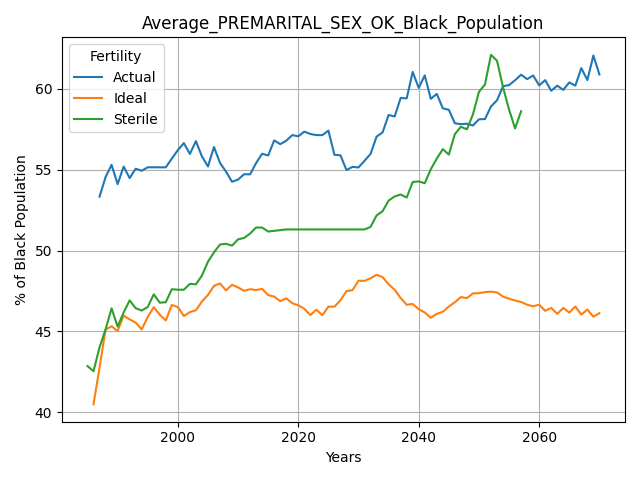 Average_PREMARITAL_SEX_OK_Black_Population
Fertility
Actual
Ideal
Sterile
% of Black Population
60
55
50
45
40
2000
2020
2040
2060
Years